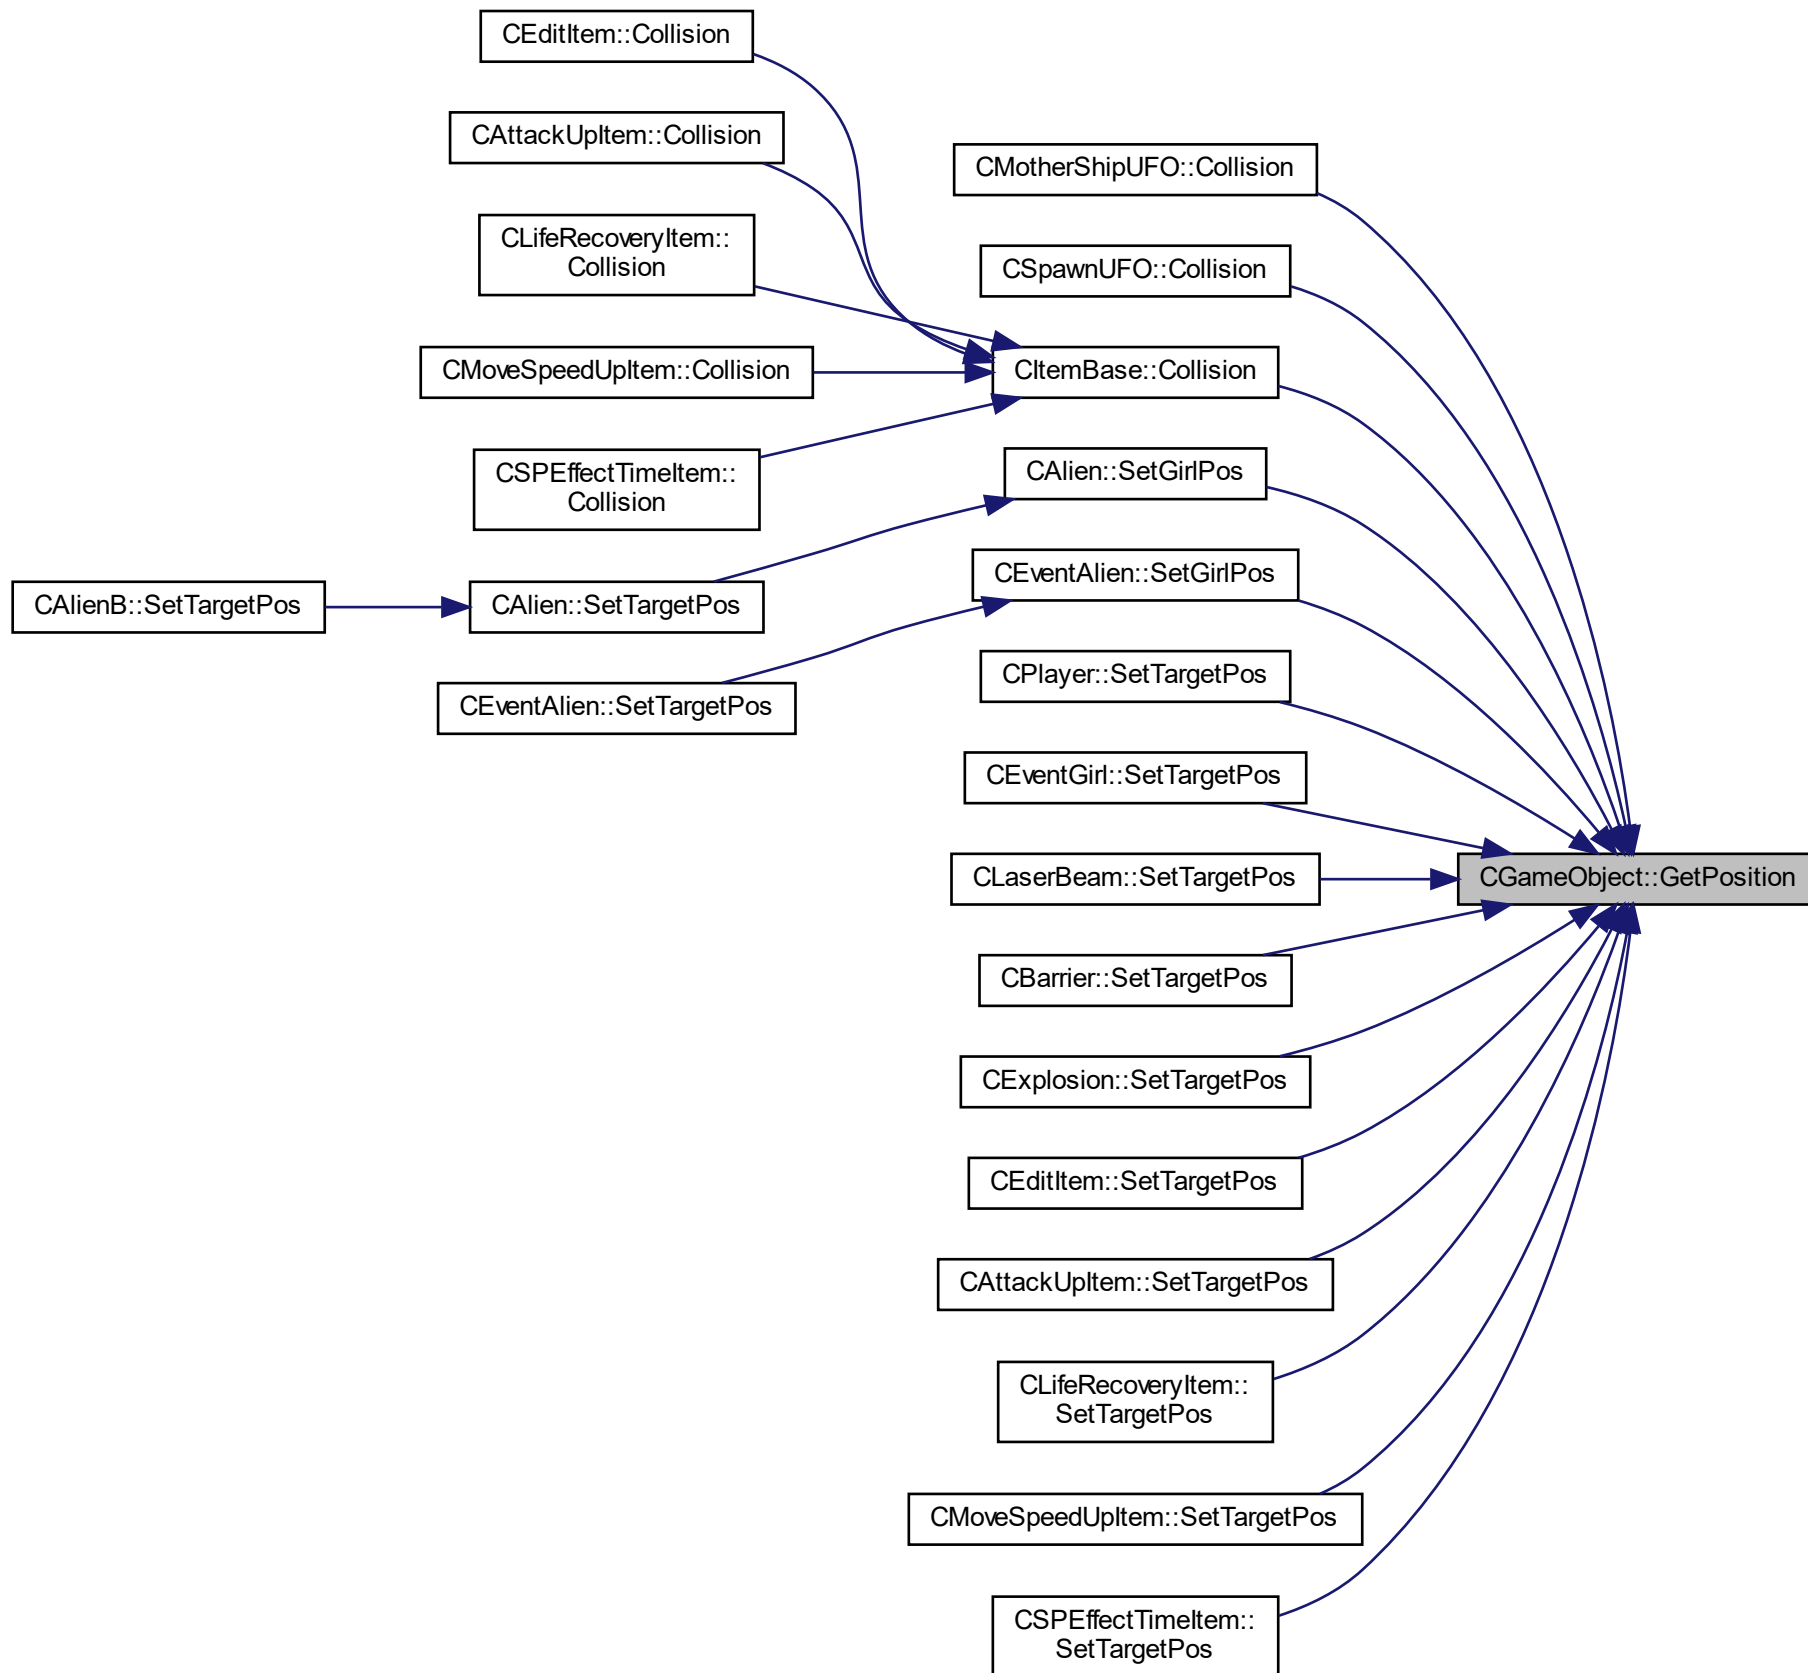 CEditItem::Collision
CAttackUpItem::Collision
CLifeRecoveryItem::
Collision
CMoveSpeedUpItem::Collision
CSPEffectTimeItem::
Collision
CAlienB::SetTargetPos
CAlien::SetTargetPos
CEventAlien::SetTargetPos
CMotherShipUFO::Collision
CSpawnUFO::Collision
CItemBase::Collision
CAlien::SetGirlPos
CEventAlien::SetGirlPos
CPlayer::SetTargetPos
CEventGirl::SetTargetPos
CLaserBeam::SetTargetPos
CBarrier::SetTargetPos
CExplosion::SetTargetPos
CEditItem::SetTargetPos
CAttackUpItem::SetTargetPos
CLifeRecoveryItem::
SetTargetPos
CMoveSpeedUpItem::SetTargetPos
CSPEffectTimeItem::
SetTargetPos
CGameObject::GetPosition